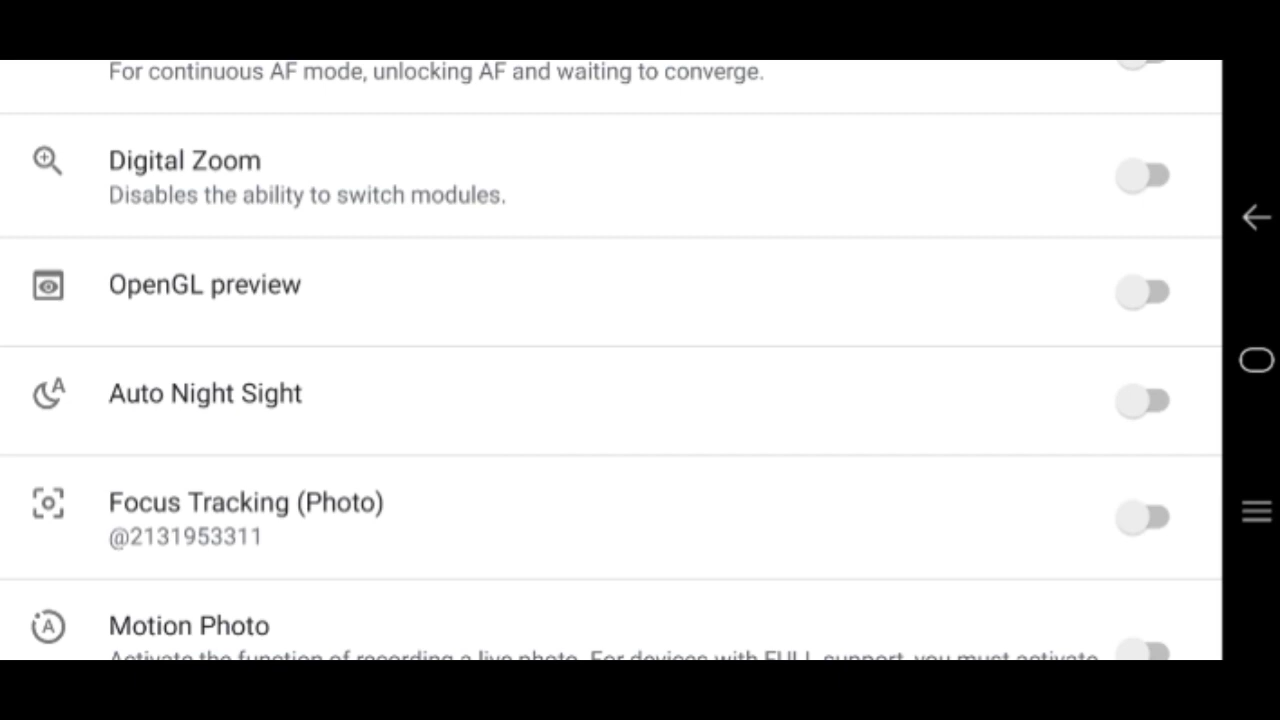 For continuous AF mode, unlocking AF and waiting to converge.
Digital Zoom
Disables the ability to switch modules.
OpenGL preview
Auto Night Sight
Focus Tracking (Photo)
@2131953311
Motion Photo
Activate the function of recording a live photo. For devices with FULL support, you must activate